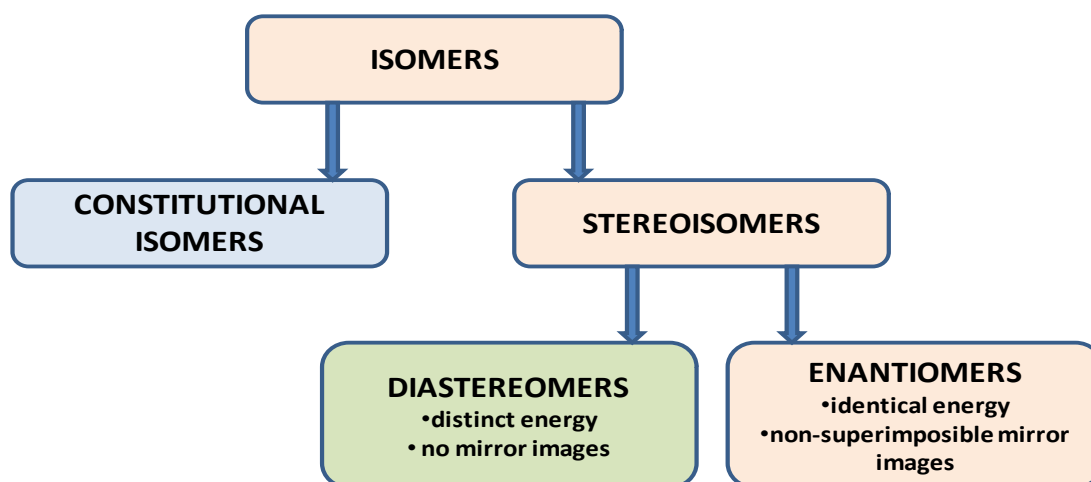 ISOMERS
CONSTITUTIONAL
ISOMERS
STEREOISOMERS
DIASTEREOMERS
•distinct energy
• no mirror images
ENANTIOMERS
•identical energy
•non-superimposible mirror
images